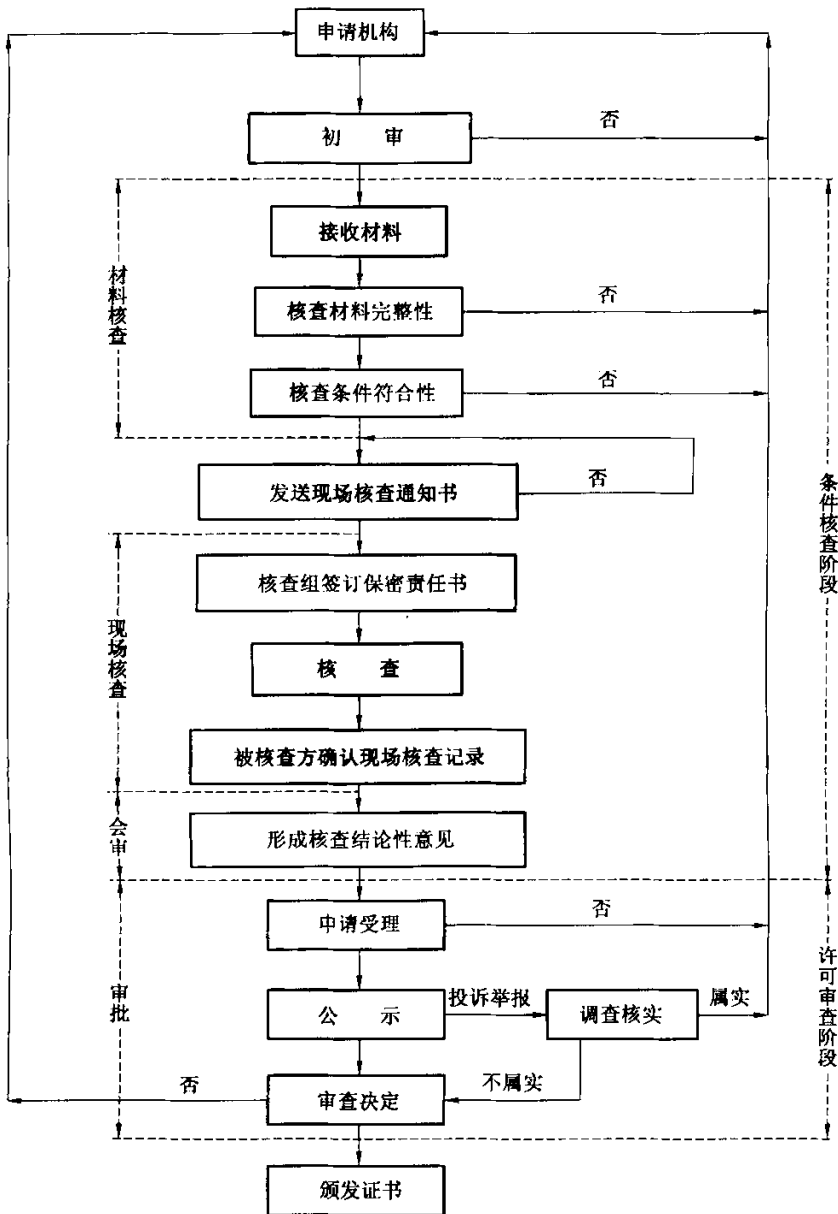 申请机构
初 审
否
接收材料
核查材料完整性
否
核查条件符合性
否
材料核查
发送现场核查通知书
否
条件核查阶段
核查组签订保密责任书
核 查
现场核查
被核查方确认现场核查记录
形成核查结论性意见
会审
申请受理
否
公 示
投诉举报
调查核实
属实
审批
许可审查阶段
否
审查决定
不属实
颁发证书